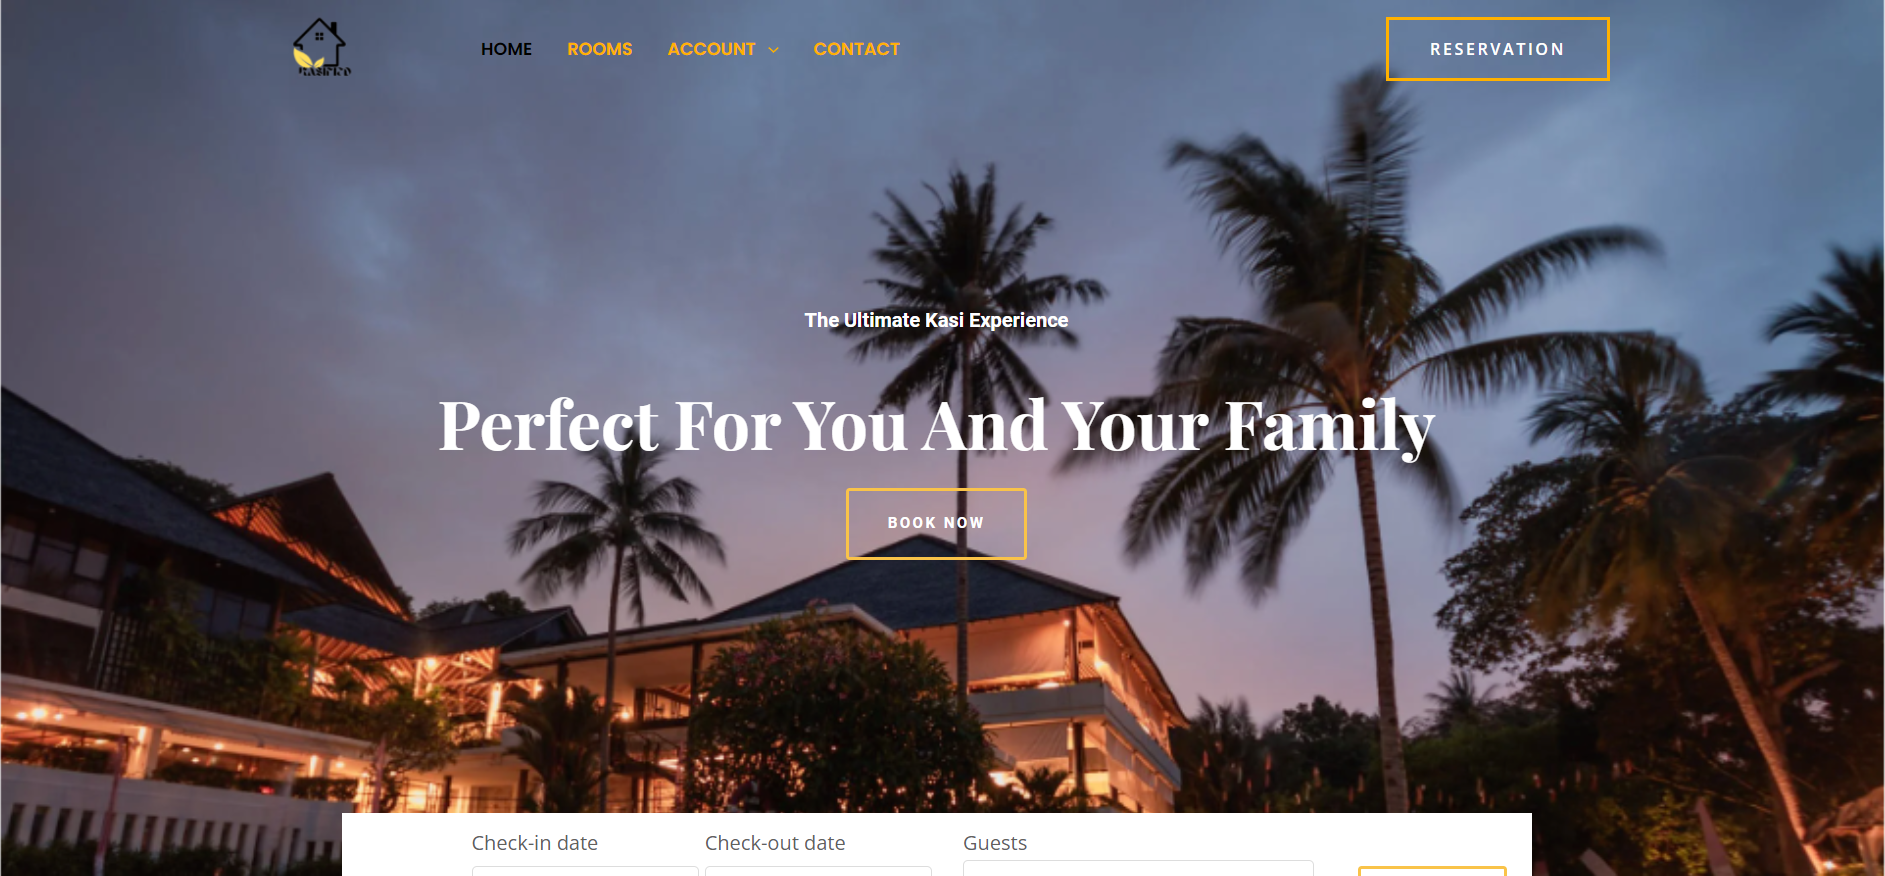 HOME ROOMS ACCOUNT CONTACT RESERVATION
The Ultimate Kasi Experience
Perfect For You And Your Family
BOOK NOW
Check-in date Check-out date Guests